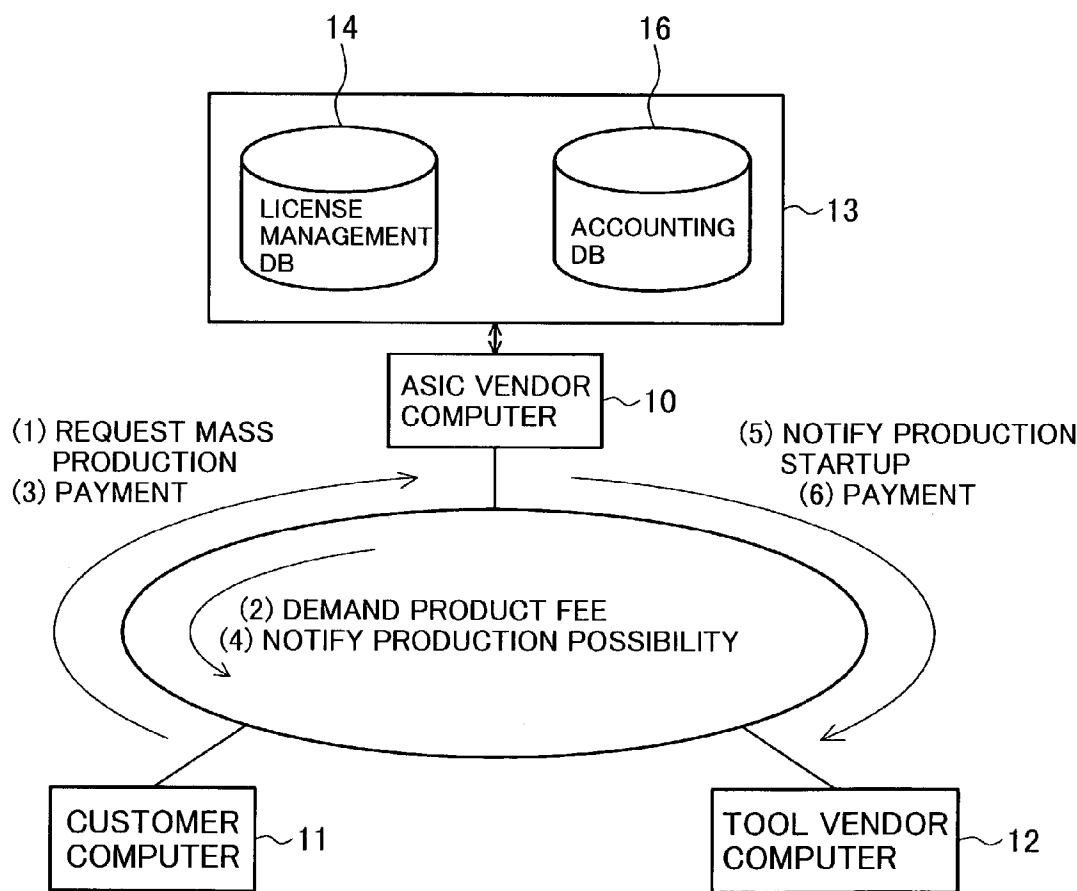 14
16
LICENSE
MANAGEMENT
DB
ACCOUNTING
DB
13
ASIC VENDOR
COMPUTER
10
(1) REQUEST MASS
PRODUCTION
(3) PAYMENT
(5) NOTIFY PRODUCTION
STARTUP
(6) PAYMENT
(2) DEMAND PRODUCT FEE
(4) NOTIFY PRODUCTION POSSIBILITY
CUSTOMER
COMPUTER
11
TOOL VENDOR
COMPUTER
12